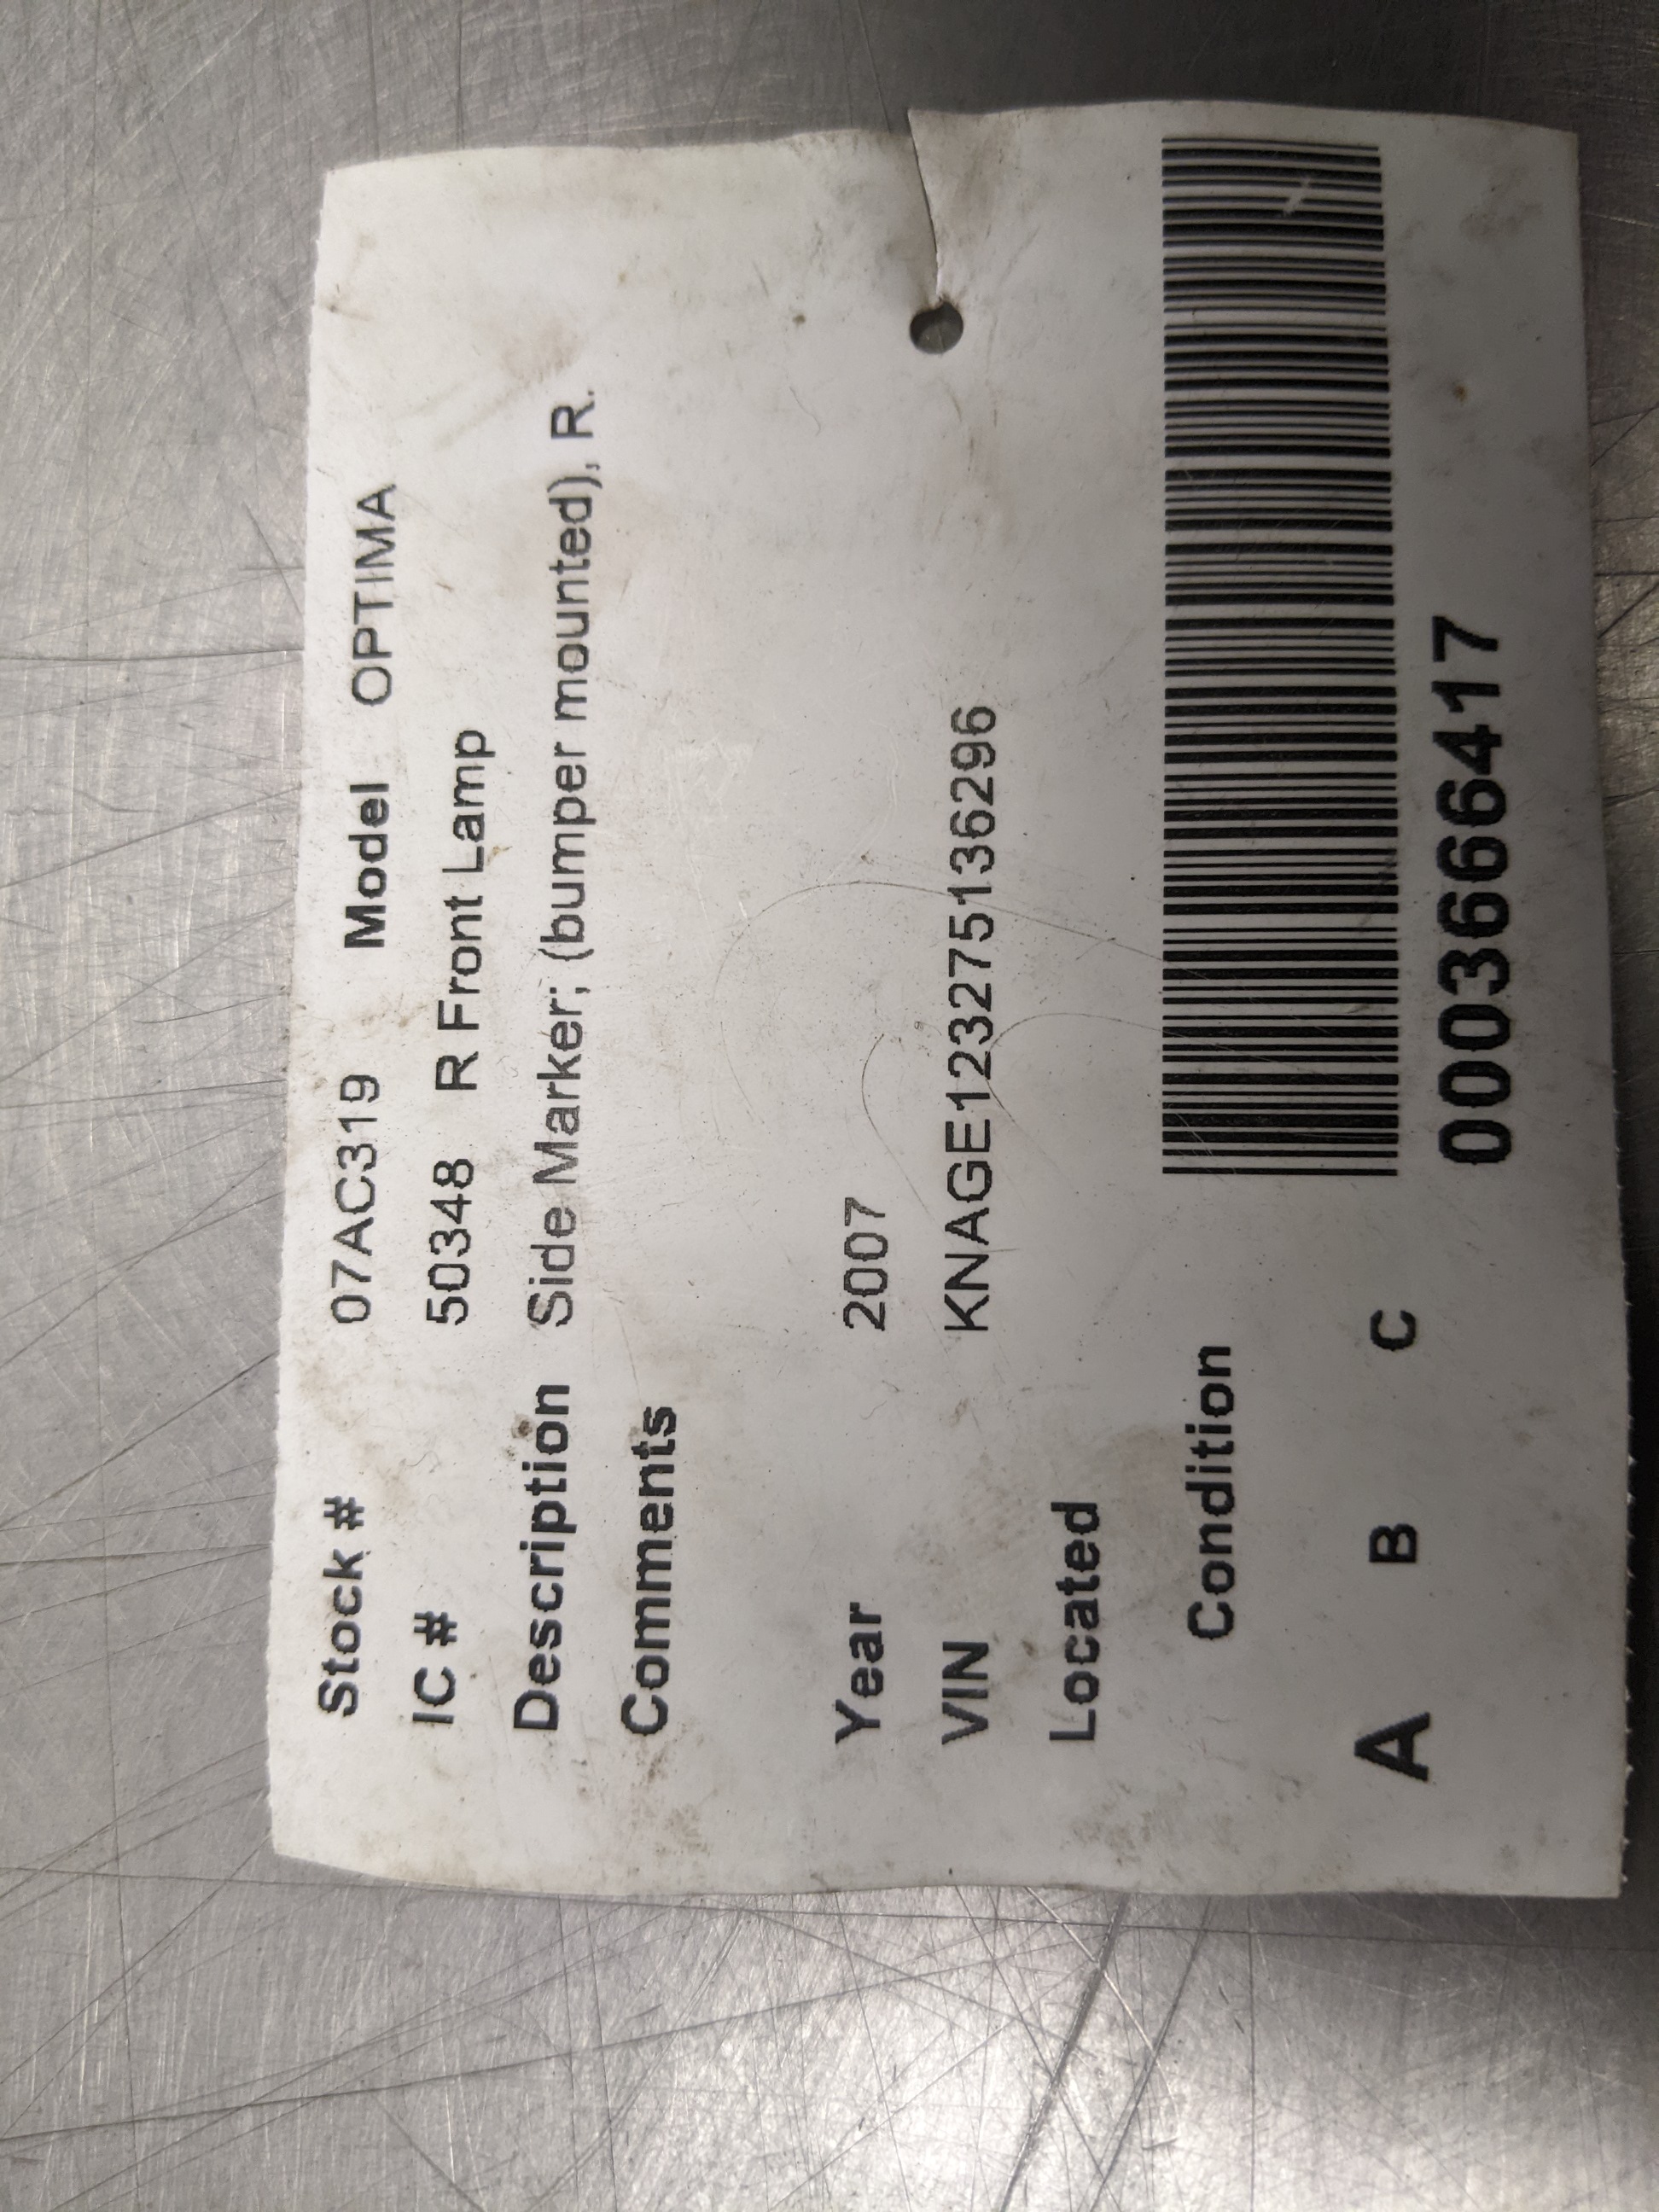 Stock # 07AC319 Model OPTIMA
IC # 50348 R Front Lamp
Description Side Marker; (bumper mounted), R.
Comments
Year 2007
VIN KNAGE123275136296
Located
Condition
A B C
0003666417